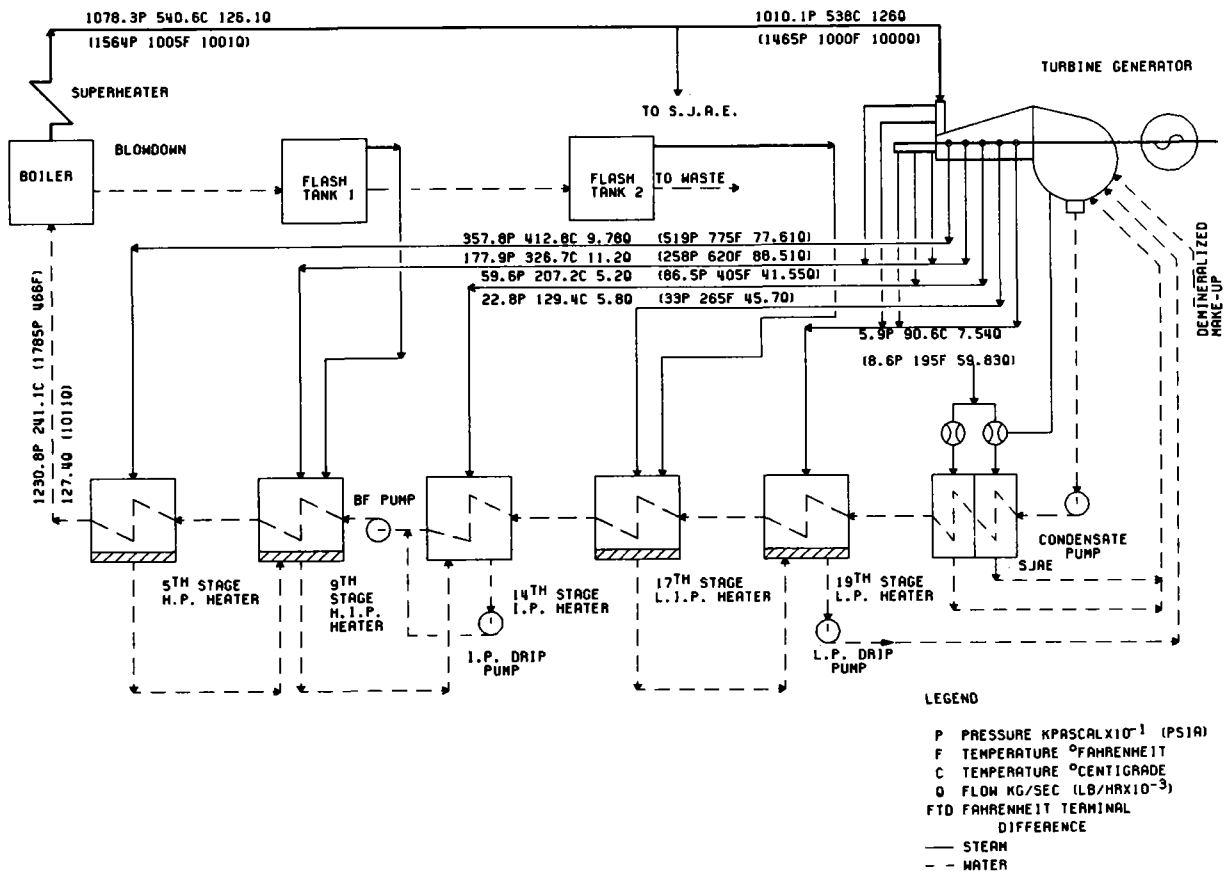 1078.3P 540.6C 126.1Q
(1564P 1005F 1001Q)
1010.1P 538C 126Q
(1465P 1000F 1000Q)
TURBINE GENERATOR
SUPERHEATER
TO S.J.A.E.
BLOWDOWN
BOILER
FLASH
TANK 1
FLASH
TANK 2
TO WASTE
357.8P 412.8C 9.78Q (519P 775F 77.61Q)
177.9P 326.7C 11.2Q (258P 620F 88.51Q)
59.6P 207.2C 5.2Q (86.5P 405F 41.55Q)
22.8P 129.4C 5.8Q (33P 265F 45.7Q)
5.9P 90.6C 7.54Q
(8.6P 195F 59.83Q)
DEMINERALIZED
MAKE-UP
1230.8P 241.1C (1785P 466F)
127.4Q (1011Q)
BF PUMP
CONDENSATE
PUMP
SJAE
5TH STAGE
H.P. HEATER
9TH
STAGE
H.I.P.
HEATER
14TH STAGE
I.P. HEATER
17TH STAGE
L.I.P. HEATER
19TH STAGE
L.P. HEATER
I.P. DRIP
PUMP
L.P. DRIP
PUMP
LEGEND
P PRESSURE KPASCALX10-1 (PSIA)
F TEMPERATURE °FAHRENHEIT
C TEMPERATURE °CENTIGRADE
Q FLOW KG/SEC (LB/HRX10-3)
FTD FAHRENHEIT TERMINAL
DIFFERENCE
STEAM
WATER